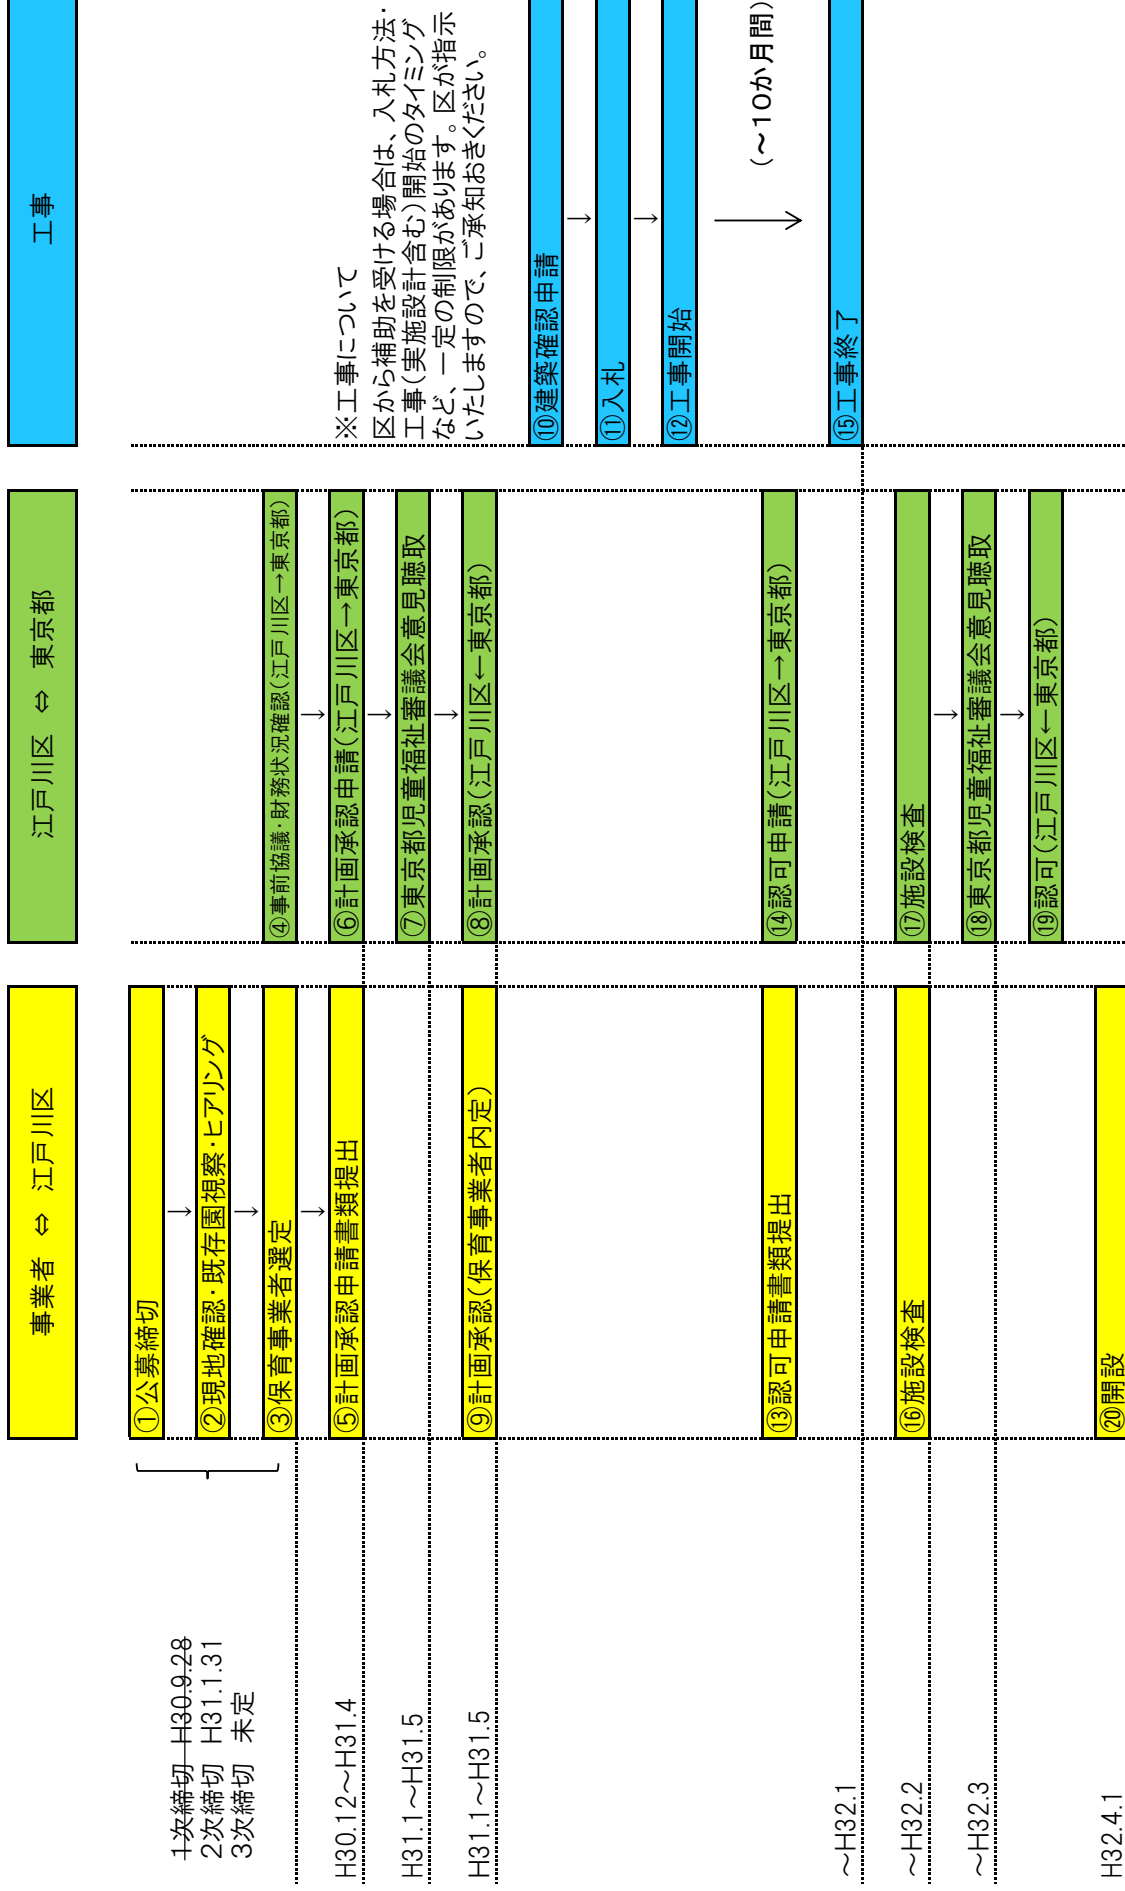 事業者 ⇔ 江戸川区
江戸川区 ⇔ 東京都
工事
1次締切 H30.9.28
2次締切 H31.1.31
3次締切 未定
①公募締切
↓
②現地確認・既存園視察・ヒアリング
↓
③保育事業者選定
④事前協議・財務状況確認(江戸川区→東京都)
↓
↓
H30.12～H31.4
⑤計画承認申請書類提出
⑥計画承認申請(江戸川区→東京都)
↓
H31.1～H31.5
⑦東京都児童福祉審議会意見聴取
↓
H31.1～H31.5
⑨計画承認(保育事業者内定)
⑧計画承認(江戸川区←東京都)
※工事について
区から補助を受ける場合は、入札方法・
工事(実施設計含む)開始のタイミング
など、一定の制限があります。区が指示
いたしますので、ご承知おきください。
⑩建築確認申請
↓
⑪入札
↓
⑫工事開始
↓
(～10か月間)
⑬認可申請書類提出
⑭認可申請(江戸川区→東京都)
～H32.1
⑮工事終了
～H32.2
⑯施設検査
⑰施設検査
↓
～H32.3
⑱東京都児童福祉審議会意見聴取
↓
⑲認可(江戸川区←東京都)
H32.4.1
⑳開設